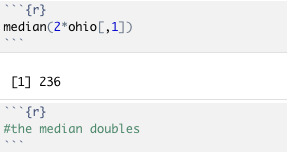 ```{r}
median(2*ohio[,1])
```
[1] 236
```{r}
#the median doubles
```